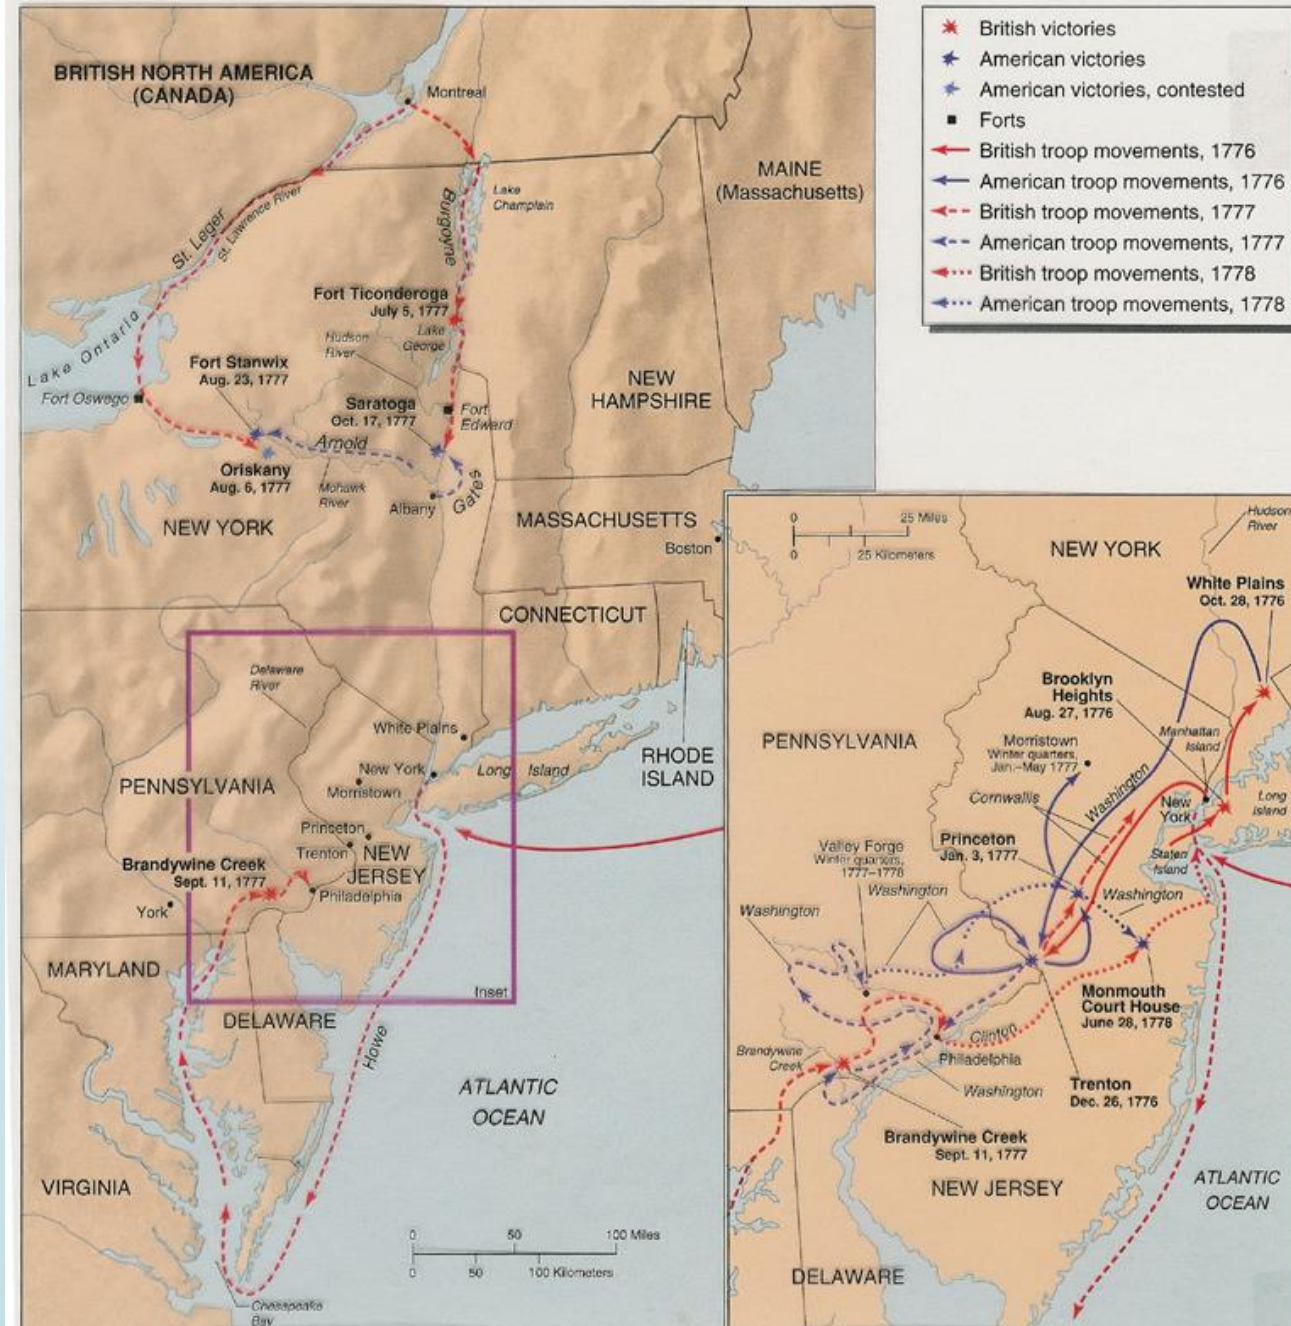 BRITISH NORTH AMERICA
(CANADA)
Montreal
MAINE
(Massachusetts)
Lake
Champlain
Burgoyne
St. Leger
St. Lawrence River
Fort Ticonderoga
July 5, 1777
Lake
George
Hudson
River
Lake Ontario
Fort Stanwix
Aug. 23, 1777
Fort Oswego
Saratoga
Oct. 17, 1777
Fort
Edward
NEW
HAMPSHIRE
Arnold
Oriskany
Aug. 6, 1777
Mohawk
River
Albany
Gates
NEW YORK
MASSACHUSETTS
Boston
CONNECTICUT
Delaware
River
White Plains
New York
Long Island
RHODE
ISLAND
PENNSYLVANIA
Morristown
Princeton
Trenton
NEW
JERSEY
Brandywine Creek
Sept. 11, 1777
Philadelphia
York
MARYLAND
Inset
DELAWARE
Howe
ATLANTIC
OCEAN
VIRGINIA
0 50 100 Miles
0 50 100 Kilometers
Chesapeake
Bay
British victories
American victories
American victories, contested
Forts
British troop movements, 1776
American troop movements, 1776
British troop movements, 1777
American troop movements, 1777
British troop movements, 1778
American troop movements, 1778
0 25 Miles
0 25 Kilometers
Hudson
River
NEW YORK
White Plains
Oct. 28, 1776
Brooklyn
Heights
Aug. 27, 1776
Manhattan
Island
PENNSYLVANIA
Morristown
Winter quarters,
Jan.–May 1777
Washington
Cornwallis
New
York
Long
Island
Princeton
Jan. 3, 1777
Staten
Island
Valley Forge
Winter quarters,
1777–1778
Washington
Washington
Washington
Monmouth
Court House
June 28, 1778
Clinton
Brandywine
Creek
Philadelphia
Washington
Trenton
Dec. 26, 1776
Brandywine Creek
Sept. 11, 1777
NEW JERSEY
ATLANTIC
OCEAN
DELAWARE